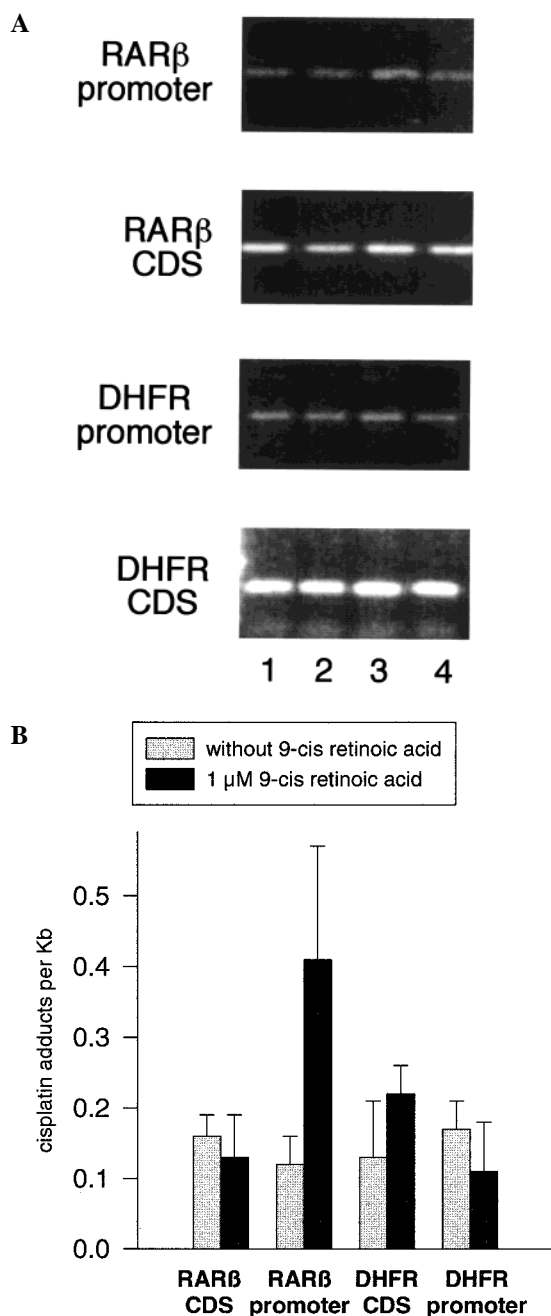 A
RARβ
promoter
RARβ
CDS
DHFR
promoter
DHFR
CDS
1 2 3 4
B
without 9-cis retinoic acid
1 µM 9-cis retinoic acid
cisplatin adducts per Kb
0.5
0.4
0.3
0.2
0.1
0.0
RARß RARß DHFR DHFR
CDS promoter CDS promoter